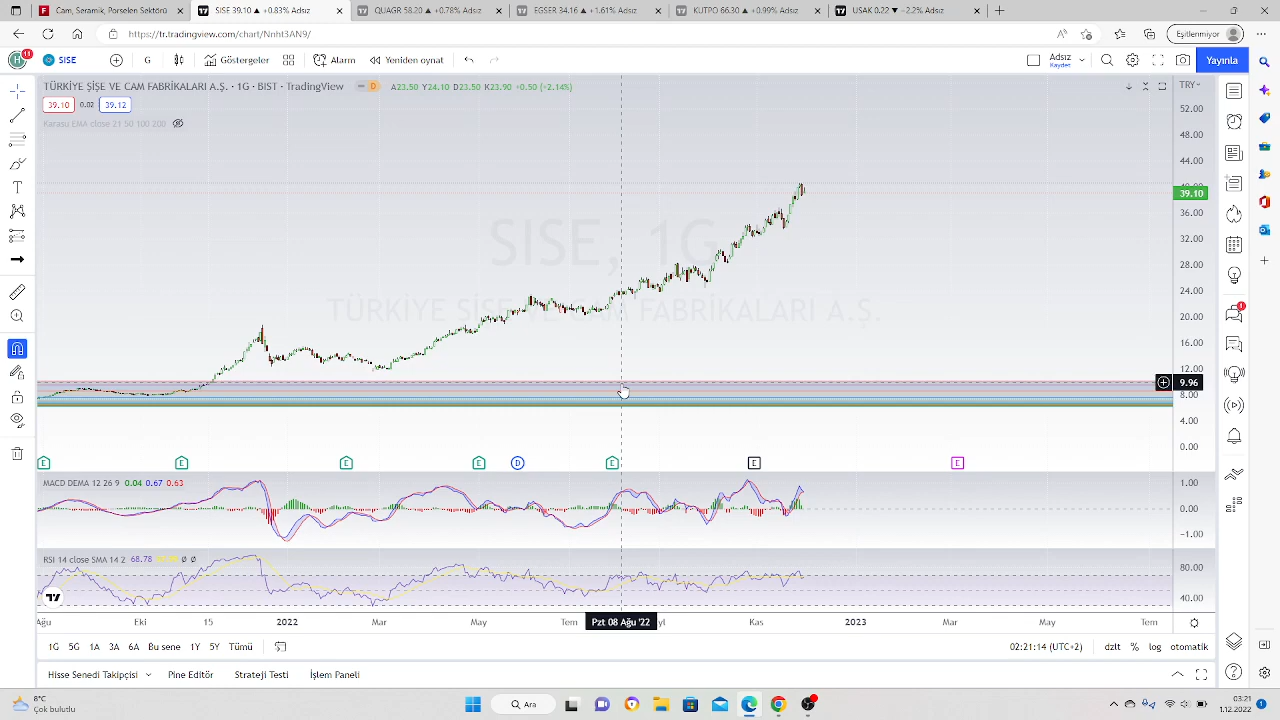 Cam, Seramik, Porselen Sektörü
SISE 39.10 ▲ +0.83% Adsız
QUAGR 58.20 ▲ +0.78% Adsız
EGSER 34.16 ▲ +1.61% Adsız
KUTPO 66.30 ▲ +0.99% Adsız
USAK 0.22 ▼ −2.2% Adsız
https://tr.tradingview.com/chart/Nnht3AN9/
Eşitlenmiyor
H 11 SISE G Göstergeler Alarm Yeniden oynat
Adsız
Kaydet
Yayınla
TÜRKİYE ŞİŞE VE CAM FABRİKALARI A.Ş. · 1G · BIST · TradingView
D A23.50 Y24.10 D23.50 K23.90 +0.50 (+2.14%)
TRY
39.10 0.02 39.12
Karasu EMA close 21 50 100 200
52.00
48.00
44.00
39.10
36.00
32.00
28.00
24.00
20.00
16.00
12.00
9.96
8.00
4.00
0.00
SISE, 1G
TÜRKİYE ŞİŞE VE CAM FABRİKALARI A.Ş.
E E E E D E E E
MACD DEMA 12 26 9 0.04 0.67 0.63
1.00
0.00
−1.00
RSI 14 close SMA 14 2 68.78 Ø Ø
80.00
40.00
Ağu Eki 15 2022 Mar May Tem Pzt 08 Ağu '22 yl Kas 2023 Mar May Tem
1G 5G 1A 3A 6A Bu sene 1Y 5Y Tümü
02:21:14 (UTC+2) dzlt % log otomatik
Hisse Senedi Takipçisi Pine Editör Strateji Testi İşlem Paneli
8°C
Çok bulutlu
Ara
03:21
1.12.2022